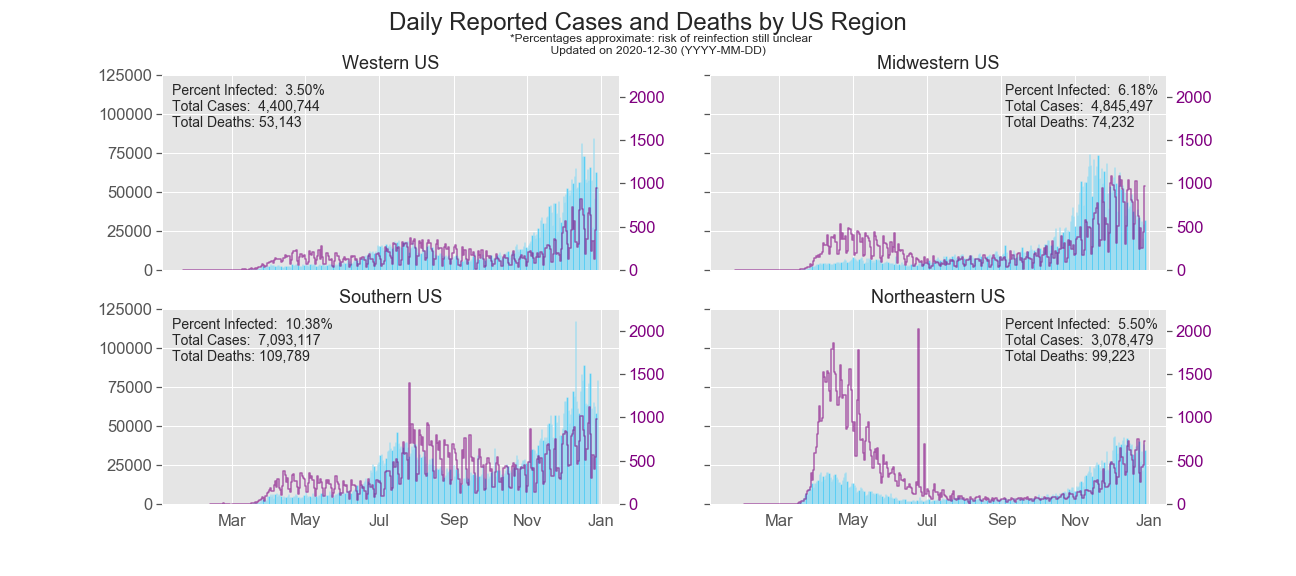 Daily Reported Cases and Deaths by US Region
*Percentages approximate: risk of reinfection still unclear
Updated on 2020-12-30 (YYYY-MM-DD)
Western US
125000
100000
75000
50000
25000
0
Percent Infected: 3.50%
Total Cases: 4,400,744
Total Deaths: 53,143
2000
1500
1000
500
0
Midwestern US
Percent Infected: 6.18%
Total Cases: 4,845,497
Total Deaths: 74,232
2000
1500
1000
500
0
Southern US
125000
100000
75000
50000
25000
0
Percent Infected: 10.38%
Total Cases: 7,093,117
Total Deaths: 109,789
2000
1500
1000
500
0
Mar May Jul Sep Nov Jan
Northeastern US
Percent Infected: 5.50%
Total Cases: 3,078,479
Total Deaths: 99,223
2000
1500
1000
500
0
Mar May Jul Sep Nov Jan